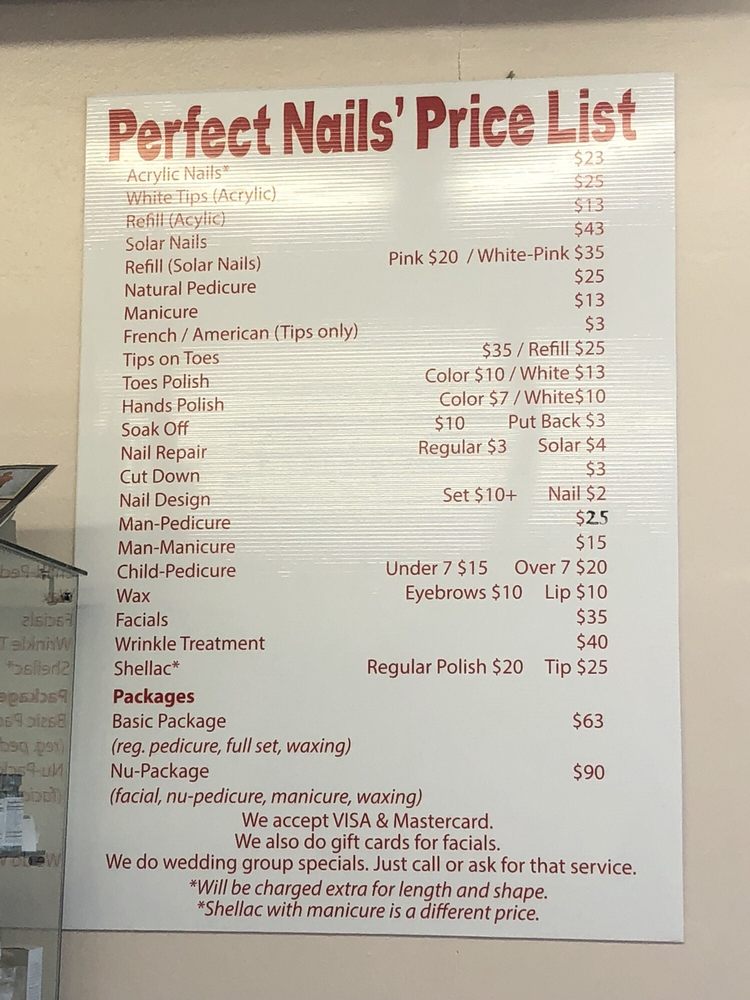 Perfect Nails' Price List
Acrylic Nails* $23
White Tips (Acrylic) $25
Refill (Acylic) $13
Solar Nails $43
Refill (Solar Nails) Pink $20 / White-Pink $35
Natural Pedicure $25
Manicure $13
French / American (Tips only) $3
Tips on Toes $35 / Refill $25
Toes Polish Color $10 / White $13
Hands Polish Color $7 / White$10
Soak Off $10 Put Back $3
Nail Repair Regular $3 Solar $4
Cut Down $3
Nail Design Set $10+ Nail $2
Man-Pedicure $25
Man-Manicure $15
Child-Pedicure Under 7 $15 Over 7 $20
Wax Eyebrows $10 Lip $10
Facials $35
Wrinkle Treatment $40
Shellac* Regular Polish $20 Tip $25
Packages
Basic Package $63
(reg. pedicure, full set, waxing)
Nu-Package $90
(facial, nu-pedicure, manicure, waxing)
We accept VISA & Mastercard.
We also do gift cards for facials.
We do wedding group specials. Just call or ask for that service.
*Will be charged extra for length and shape.
*Shellac with manicure is a different price.